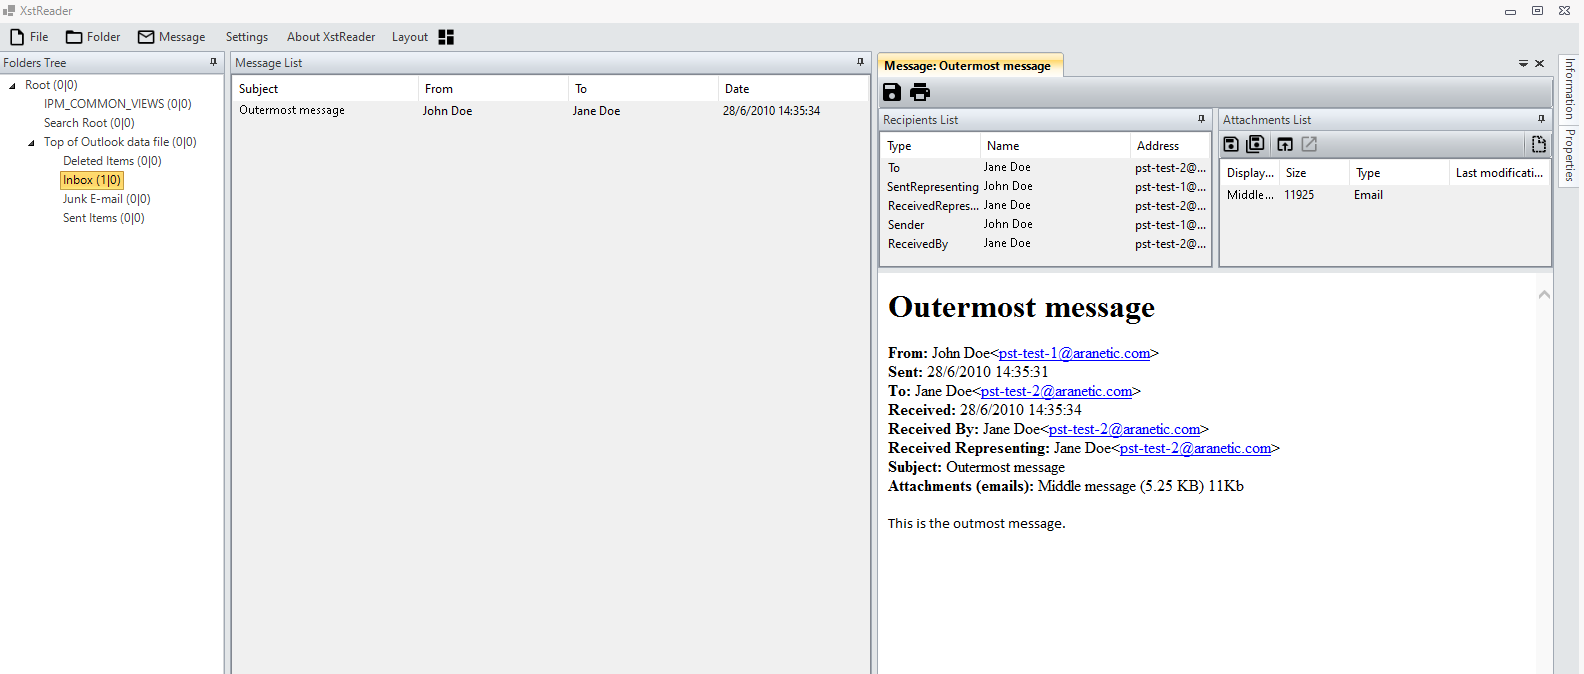 XstReader
File Folder Message Settings About XstReader Layout
Folders Tree
Root (0|0)
IPM_COMMON_VIEWS (0|0)
Search Root (0|0)
Top of Outlook data file (0|0)
Deleted Items (0|0)
Inbox (1|0)
Junk E-mail (0|0)
Sent Items (0|0)
Message List
Subject From To Date
Outermost message John Doe Jane Doe 28/6/2010 14:35:34
Message: Outermost message
Recipients List
Type Name Address
To Jane Doe pst-test-2@...
SentRepresenting John Doe pst-test-1@...
ReceivedRepres... Jane Doe pst-test-2@...
Sender John Doe pst-test-1@...
ReceivedBy Jane Doe pst-test-2@...
Attachments List
Display... Size Type Last modificati...
Middle... 11925 Email
Outermost message
From: John Doe<pst-test-1@aranetic.com>
Sent: 28/6/2010 14:35:31
To: Jane Doe<pst-test-2@aranetic.com>
Received: 28/6/2010 14:35:34
Received By: Jane Doe<pst-test-2@aranetic.com>
Received Representing: Jane Doe<pst-test-2@aranetic.com>
Subject: Outermost message
Attachments (emails): Middle message (5.25 KB) 11Kb
This is the outmost message.
Information
Properties